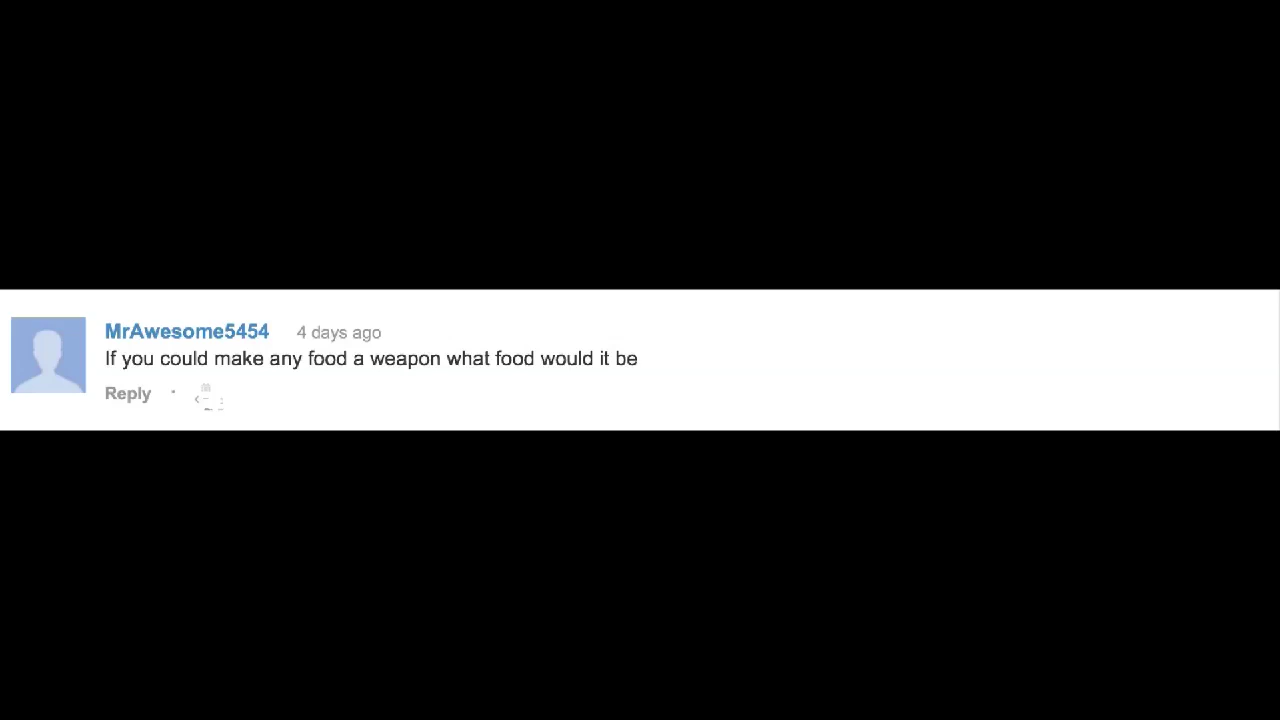 MrAwesome5454 4 days ago
If you could make any food a weapon what food would it be
Reply ·